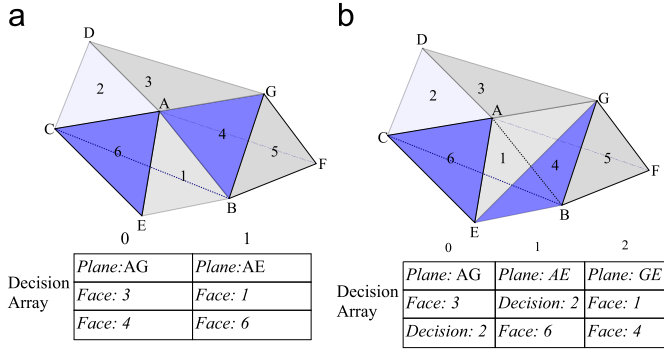 a
b
D
D
3
G
2
A
C
4
6
5
1
F
B
E
3
G
2
A
C
6
1
4
5
F
B
E
0
1
Plane:AG
Plane:AE
Decision
Array
Face: 3
Face: 1
Face: 4
Face: 6
0
1
2
Plane: AG
Plane: AE
Plane: GE
Decision
Array
Face: 3
Decision: 2
Face: 1
Decision: 2
Face: 6
Face: 4